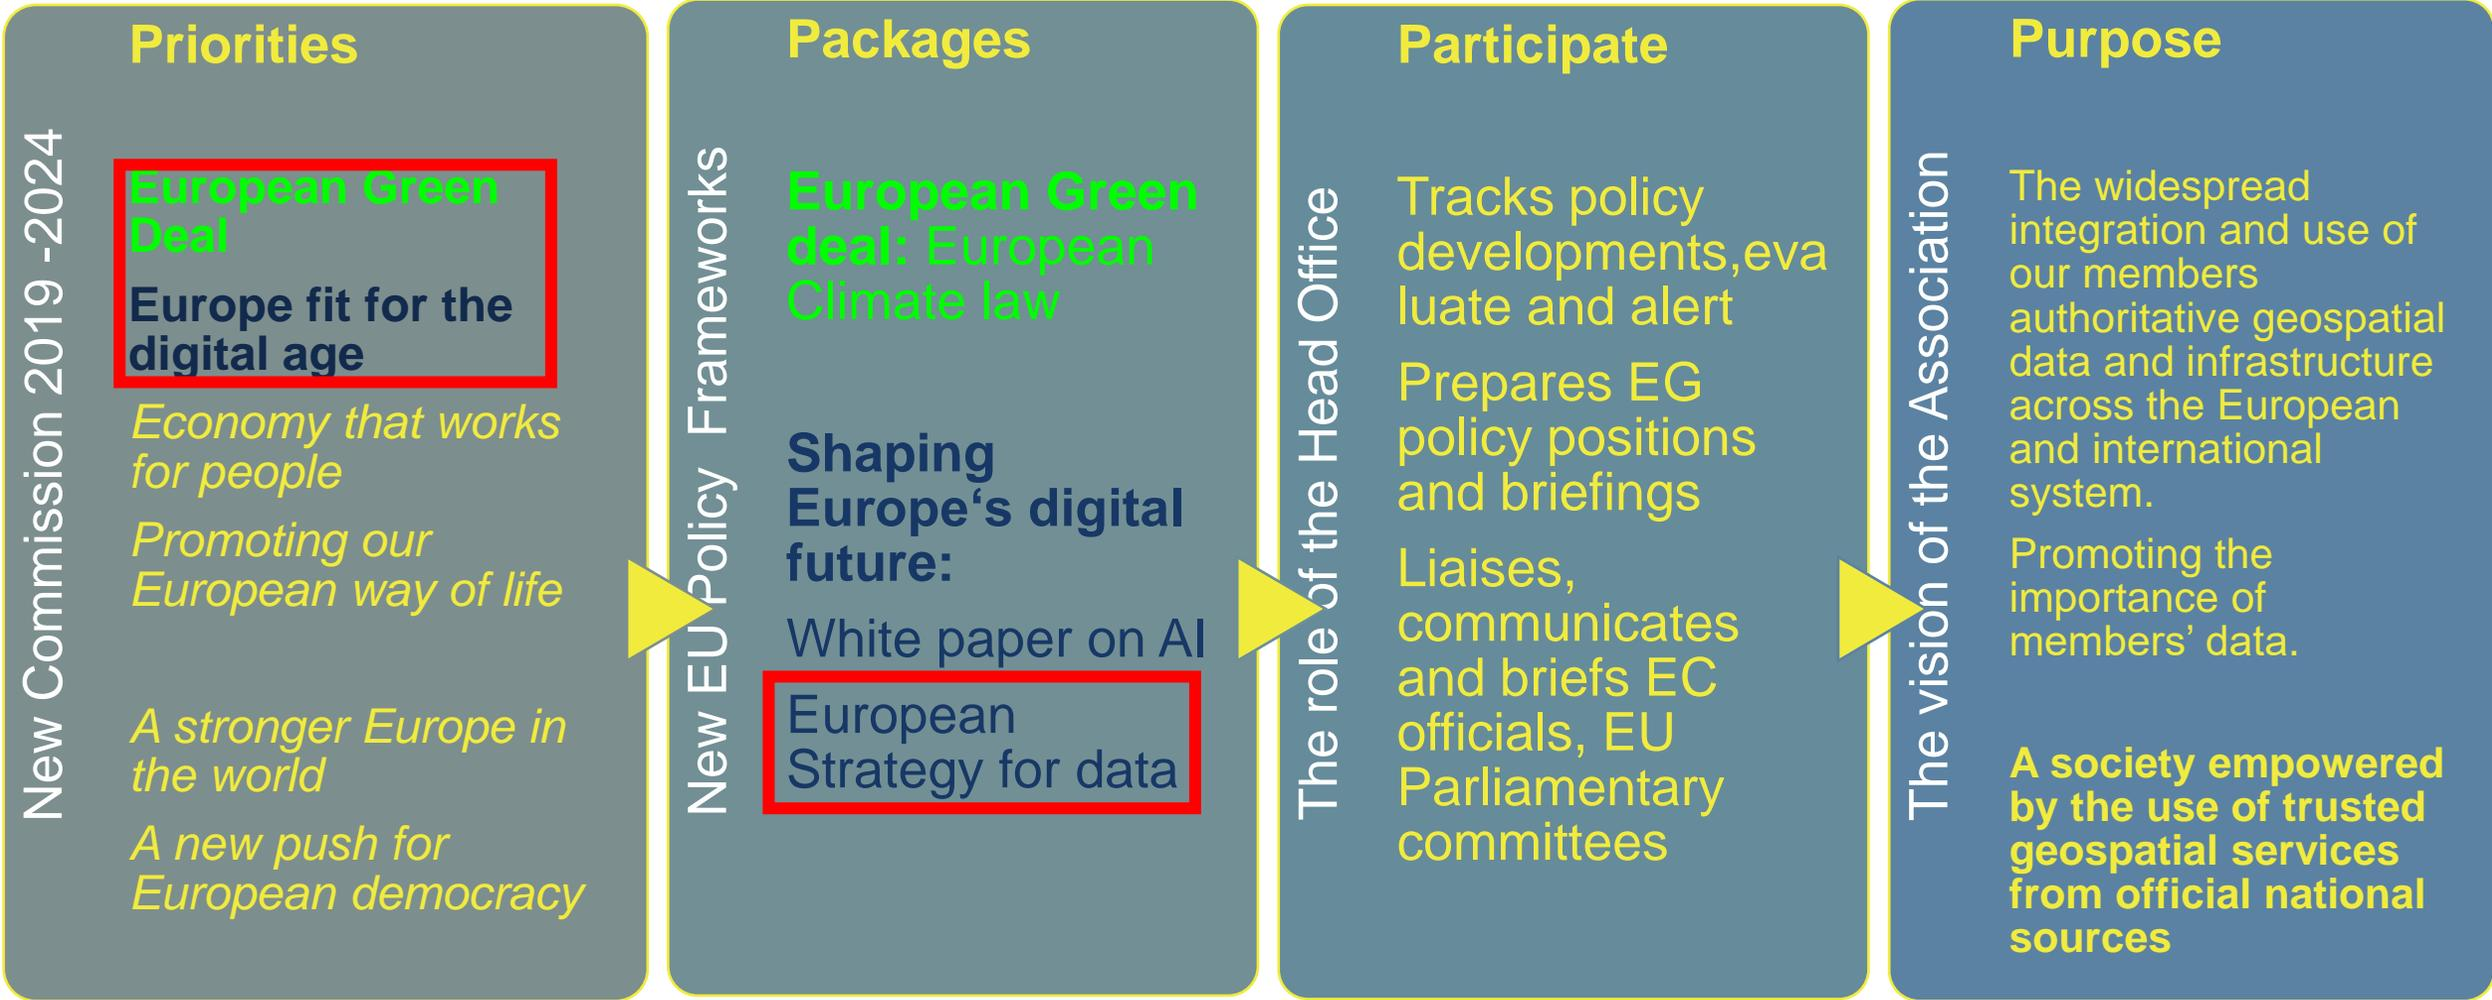 Priorities
New Commission 2019 -2024
European Green
Deal
Europe fit for the
digital age
Economy that works
for people
Promoting our
European way of life
A stronger Europe in
the world
A new push for
European democracy
Packages
New EU Policy  Frameworks
European Green
deal: European
Climate law
Shaping
Europe‘s digital
future:
White paper on AI
European
Strategy for data
Participate
The role of the Head Office
Tracks policy
developments,eva
luate and alert
Prepares EG
policy positions
and briefings
Liaises,
communicates
and briefs EC
officials, EU
Parliamentary
committees
Purpose
The vision of the Association
The widespread
integration and use of
our members
authoritative geospatial
data and infrastructure
across the European
and international
system.
Promoting the
importance of
members’ data.
A society empowered
by the use of trusted
geospatial services
from official national
sources